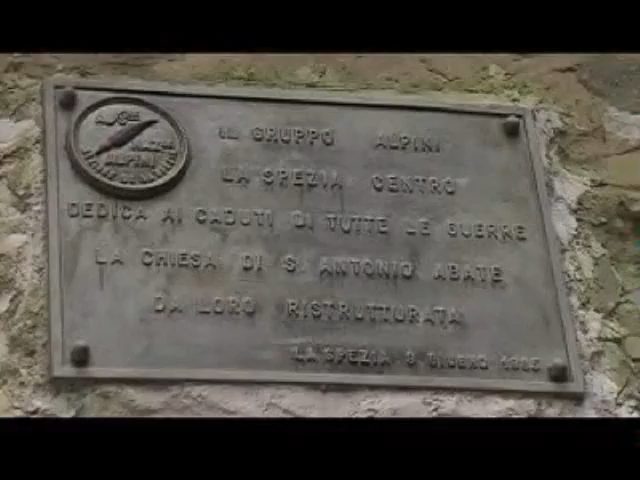 ALPINI
IL GRUPPO ALPINI
LA SPEZIA CENTRO
DEDICA AI CADUTI DI TUTTE LE GUERRE
LA CHIESA DI S. ANTONIO ABATE
DA LORO RISTRUTTURATA
LA SPEZIA GIUGNO